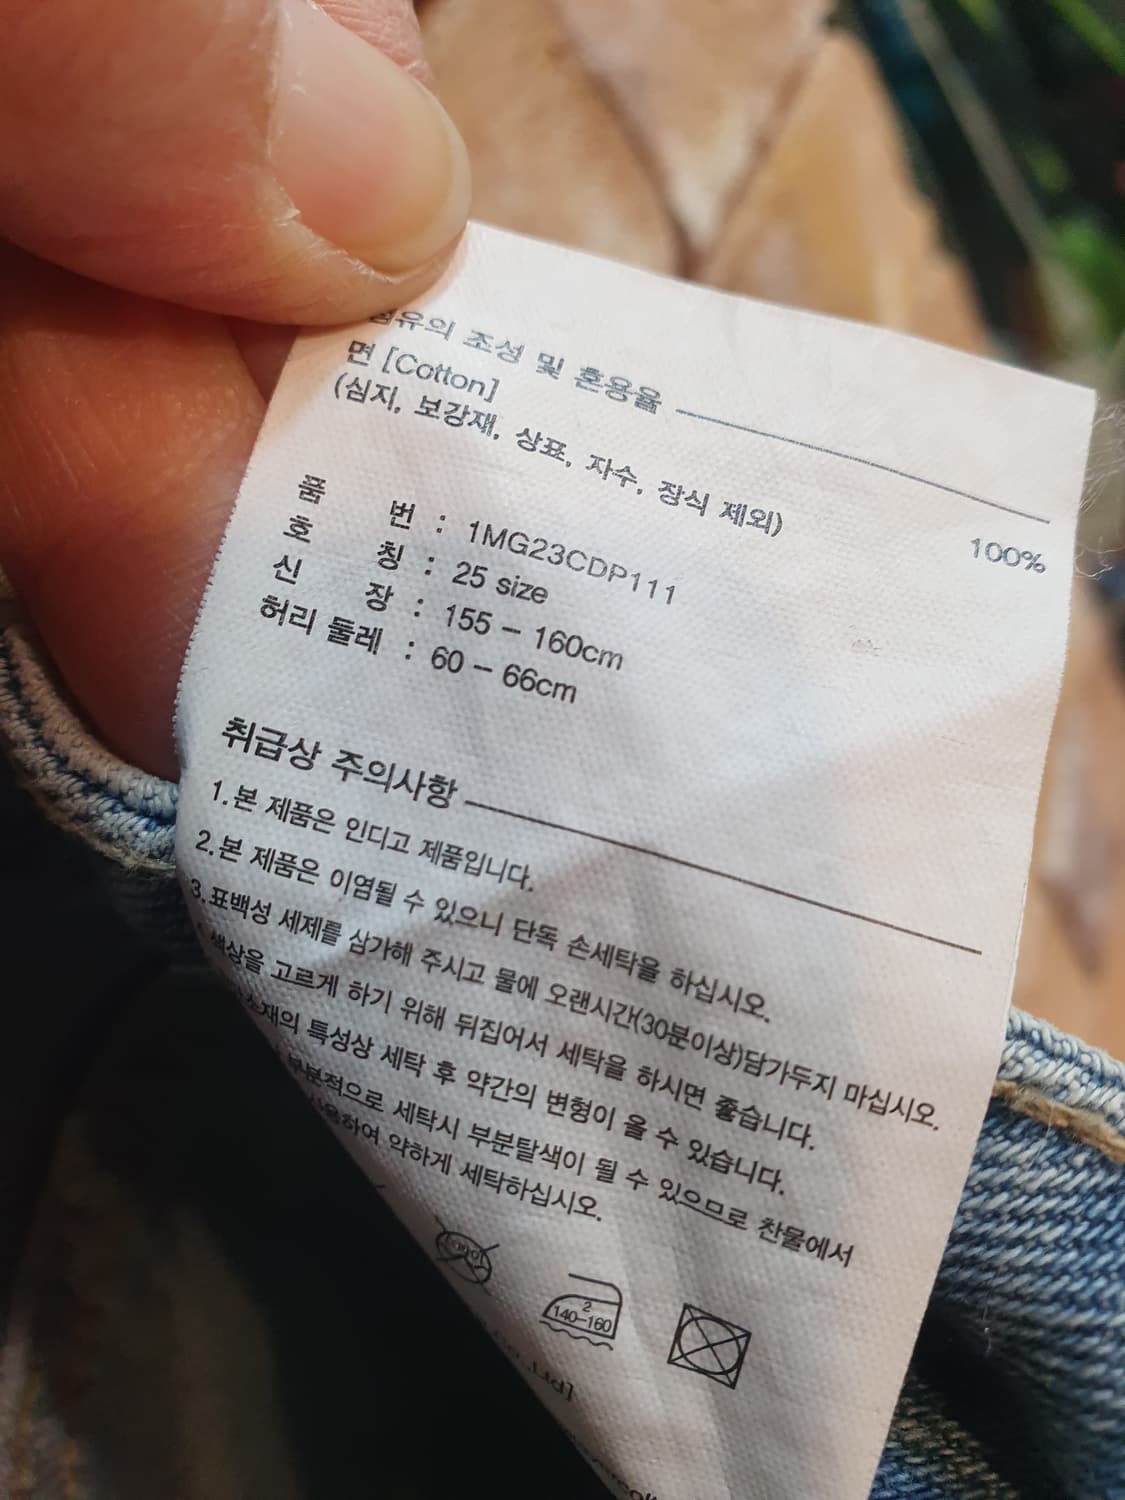 섬유의 조성 및 혼용율
면 [Cotton] 100%
(심지, 보강재, 상표, 자수, 장식 제외)
품 번 : 1MG23CDP111
호 칭 : 25 size
신 장 : 155 - 160cm
허리 둘레 : 60 - 66cm
취급상 주의사항
1.본 제품은 인디고 제품입니다.
2.본 제품은 이염될 수 있으니 단독 손세탁을 하십시오.
3.표백성 세제를 삼가해 주시고 물에 오랜시간(30분이상)담가두지 마십시오.
색상을 고르게 하기 위해 뒤집어서 세탁을 하시면 좋습니다.
소재의 특성상 세탁 후 약간의 변형이 올 수 있습니다.
부분적으로 세탁시 부분탈색이 될 수 있으므로 찬물에서
약하게 세탁하십시오.
2
140-160